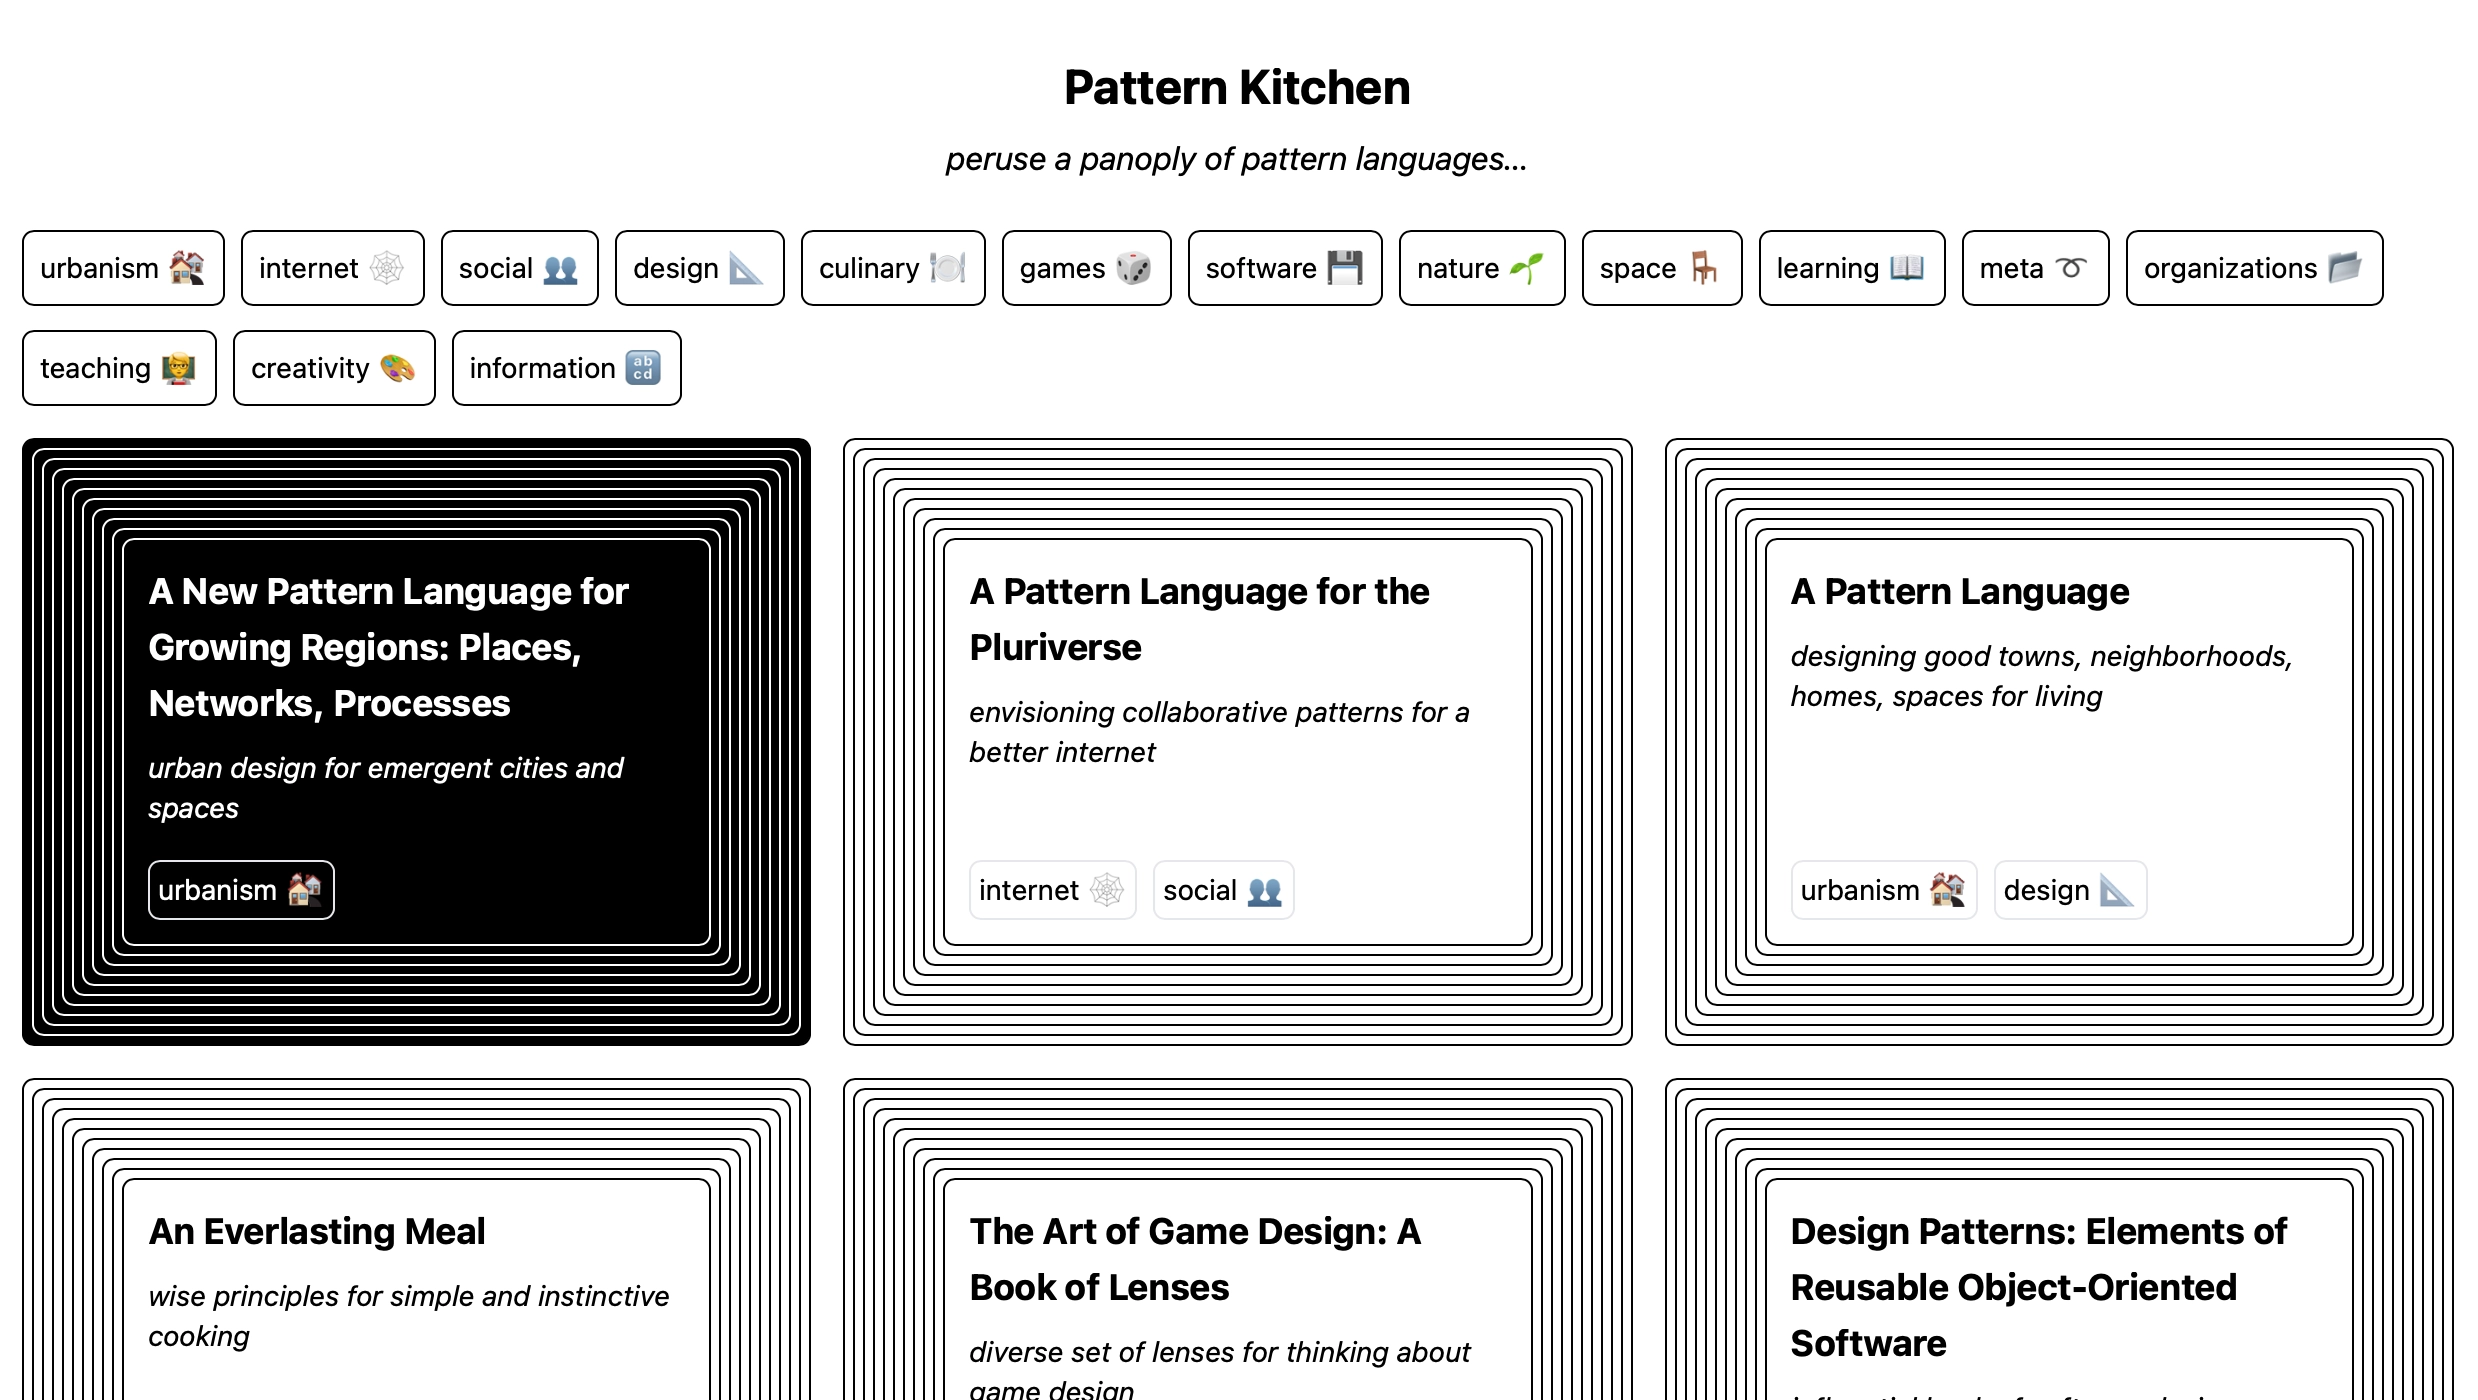 Pattern Kitchen
peruse a panoply of pattern languages...
urbanism 🏘️ internet 🕸️ social 👥 design 📐 culinary 🍽️ games 🎲 software 💾 nature 🌱 space 🪑 learning 📖 meta ➰ organizations 📂
teaching 🧑‍🏫 creativity 🎨 information 🔡
A New Pattern Language for
Growing Regions: Places,
Networks, Processes
urban design for emergent cities and
spaces
urbanism 🏘️
A Pattern Language for the
Pluriverse
envisioning collaborative patterns for a
better internet
internet 🕸️ social 👥
A Pattern Language
designing good towns, neighborhoods,
homes, spaces for living
urbanism 🏘️ design 📐
An Everlasting Meal
wise principles for simple and instinctive
cooking
The Art of Game Design: A
Book of Lenses
diverse set of lenses for thinking about
game design
Design Patterns: Elements of
Reusable Object-Oriented
Software